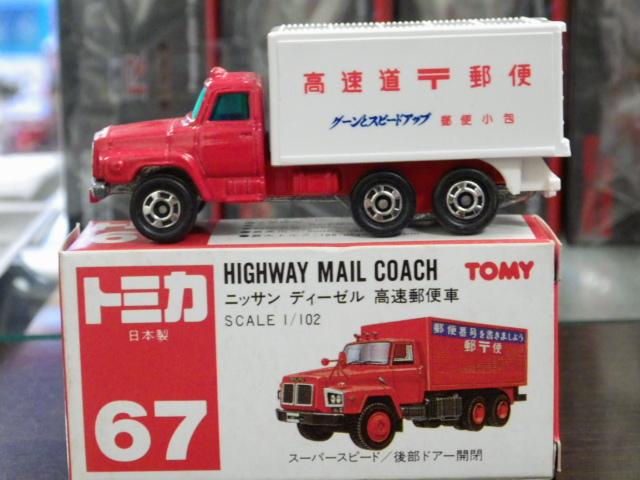 高速道〒郵便
グーンとスピードアップ 郵便小包
HIGHWAY MAIL COACH
TOMY
トミカ
日本製
67
ニッサン ディーゼル 高速郵便車
SCALE 1/102
郵便番号を書きましょう
郵〒便
スーパースピード/後部ドアー開閉